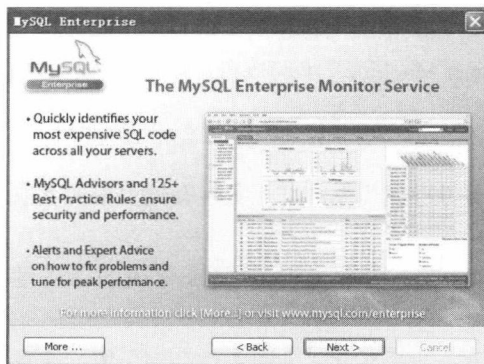 MySQL Enterprise
MySQL
Enterprise
The MySQL Enterprise Monitor Service
• Quickly identifies your
most expensive SQL code
across all your servers.
• MySQL Advisors and 125+
Best Practice Rules ensure
security and performance.
• Alerts and Expert Advice
on how to fix problems and
tune for peak performance.
For more information click [More...] or visit www.mysql.com/enterprise
More ...
< Back
Next >
Cancel